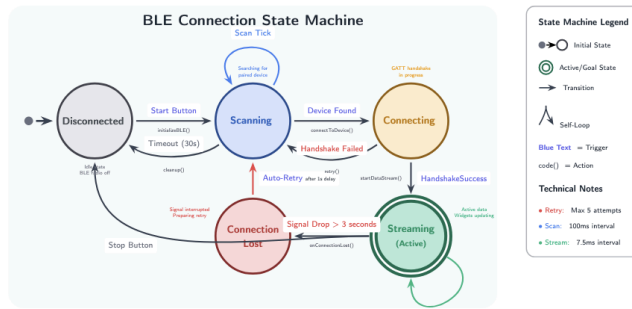 BLE Connection State Machine
Scan Tick
Searching for
paired device
GATT handshake
in progress
Disconnected
Start Button
initializeBLE()
Scanning
Device Found
connectToDevice()
Connecting
Timeout (30s)
cleanup()
Handshake Failed
retry()
after 1s delay
Auto-Retry
startDataStream()
HandshakeSuccess
Signal interrupted
Preparing retry
Connection
Lost
Signal Drop > 3 seconds
onConnectionLost()
Streaming
(Active)
Active data
Widgets updating
Stop Button
State Machine Legend
Initial State
Active/Goal State
Transition
Self-Loop
Blue Text = Trigger
code() = Action
Technical Notes
• Retry: Max 5 attempts
• Scan: 100ms interval
• Stream: 7.5ms interval